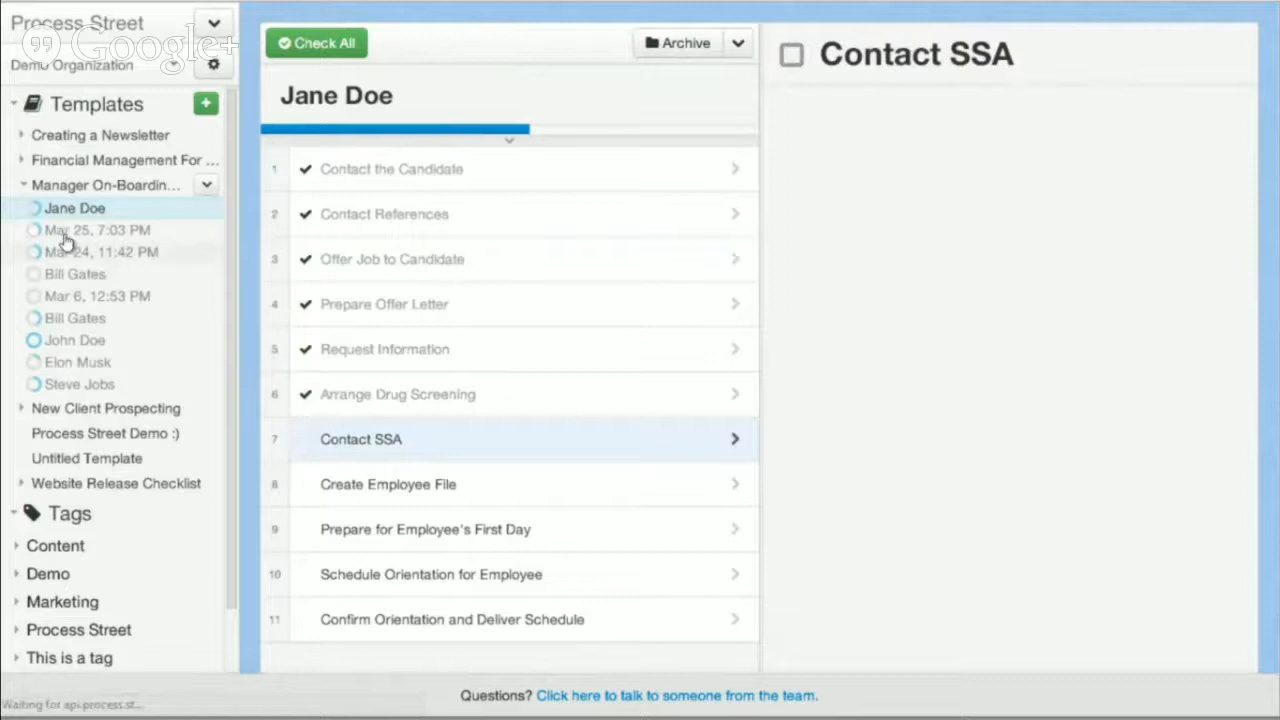 Process Street
Google+
Demo Organization
Templates
Creating a Newsletter
Financial Management For ...
Manager On-Boardin...
Jane Doe
Mar 25, 7:03 PM
Mar 24, 11:42 PM
Bill Gates
Mar 6, 12:53 PM
Bill Gates
John Doe
Elon Musk
Steve Jobs
New Client Prospecting
Process Street Demo :)
Untitled Template
Website Release Checklist
Tags
Content
Demo
Marketing
Process Street
This is a tag
Waiting for api.process.st...
Check All
Archive
Jane Doe
1 Contact the Candidate
2 Contact References
3 Offer Job to Candidate
4 Prepare Offer Letter
5 Request Information
6 Arrange Drug Screening
7 Contact SSA
8 Create Employee File
9 Prepare for Employee's First Day
10 Schedule Orientation for Employee
11 Confirm Orientation and Deliver Schedule
Contact SSA
Questions? Click here to talk to someone from the team.